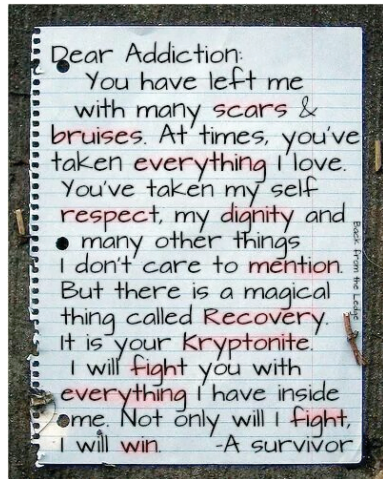 Dear Addiction:
You have left me
with many scars &
bruises. At times, you've
taken everything I love.
You've taken my self
respect, my dignity and
many other things
I don't care to mention.
But there is a magical
thing called Recovery.
It is your Kryptonite.
I will fight you with
everything I have inside
me. Not only will I fight,
I will win. -A survivor
Back from the Ledge